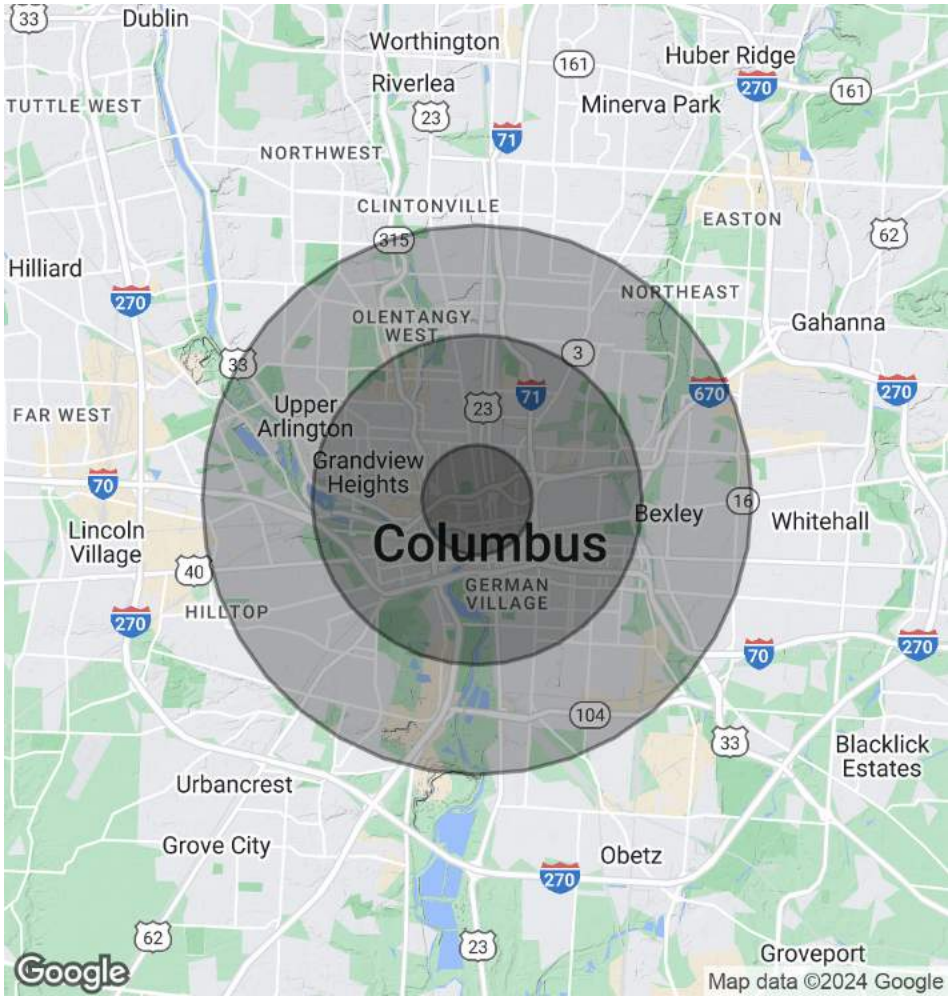 33
Dublin
Worthington
161
Huber Ridge
270
161
TUTTLE WEST
Riverlea
23
Minerva Park
71
NORTHWEST
CLINTONVILLE
EASTON
315
62
Hilliard
270
NORTHEAST
OLENTANGY
WEST
Gahanna
3
33
670
270
71
23
FAR WEST
Upper
Arlington
Grandview
Heights
70
16
Bexley
Whitehall
Lincoln
Village
Columbus
40
GERMAN
VILLAGE
HILLTOP
270
270
70
104
33
Blacklick
Estates
Urbancrest
Grove City
Obetz
270
62
23
Groveport
Google
Map data ©2024 Google